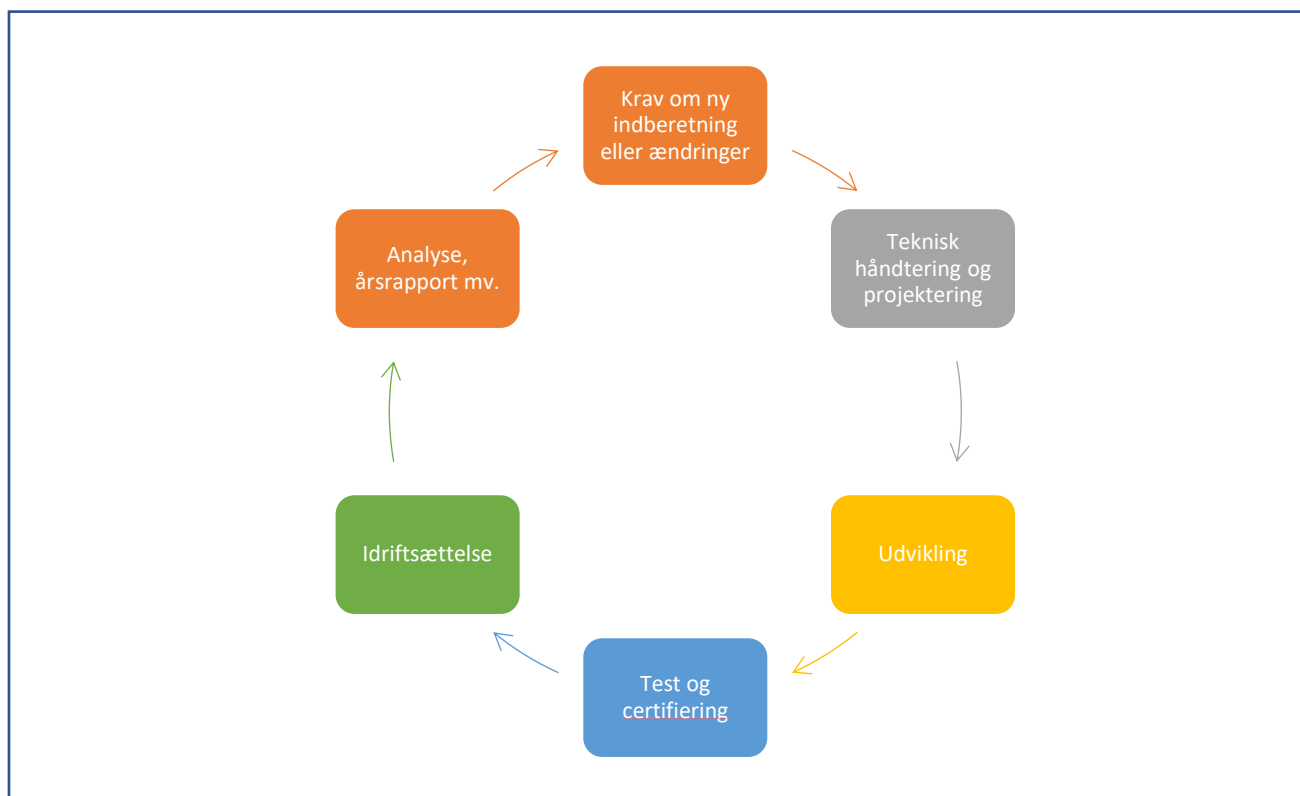 Krav om ny
indberetning
eller ændringer
Teknisk
håndtering og
projektering
Udvikling
Test og
certifiering
Idriftsættelse
Analyse,
årsrapport mv.